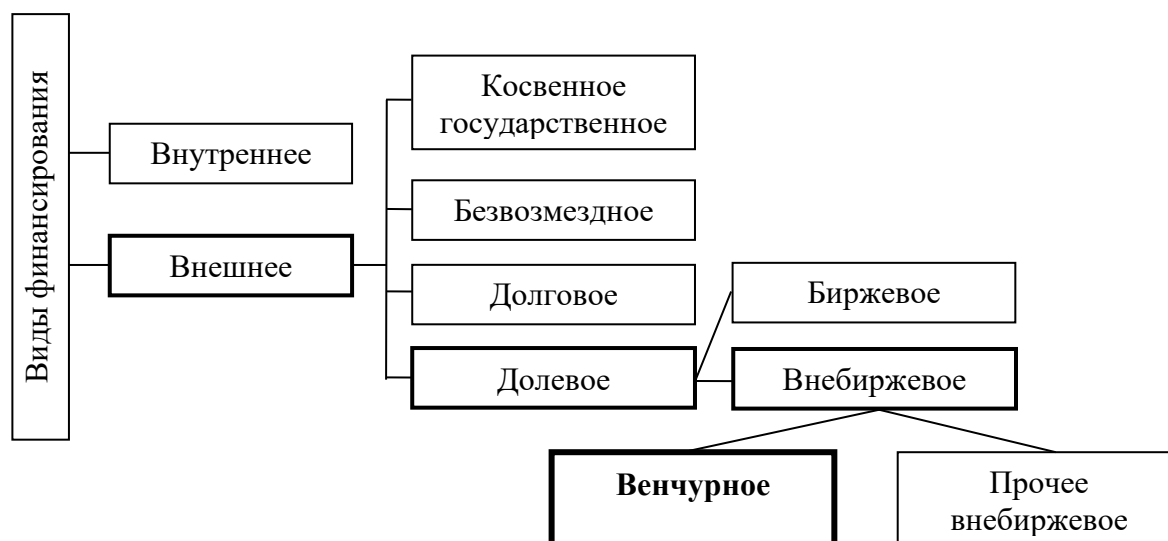 Виды финансирования
Внутреннее
Внешнее
Косвенное
государственное
Безвозмездное
Долговое
Долевое
Биржевое
Внебиржевое
Венчурное
Прочее
внебиржевое